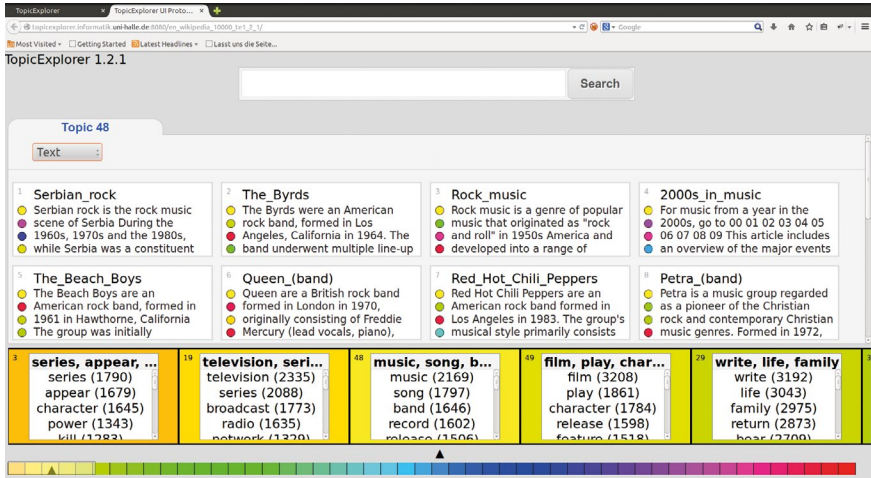 TopicExplorer × TopicExplorer UI Proto... ×
topicexplorer.informatik.uni-halle.de:8080/en_wikipedia_10000_be1_2_1/ Google
Most Visited Getting Started Latest Headlines Lasst uns die Seite...
TopicExplorer 1.2.1
Search
Topic 48
Text
1 Serbian_rock
Serbian rock is the rock music
scene of Serbia During the
1960s, 1970s and the 1980s,
while Serbia was a constituent
2 The_Byrds
The Byrds were an American
rock band, formed in Los
Angeles, California in 1964. The
band underwent multiple line-up
3 Rock_music
Rock music is a genre of popular
music that originated as "rock
and roll" in 1950s America and
developed into a range of
4 2000s_in_music
For music from a year in the
2000s, go to 00 01 02 03 04 05
06 07 08 09 This article includes
an overview of the major events
5 The_Beach_Boys
The Beach Boys are an
American rock band, formed in
1961 in Hawthorne, California
The group was initially
6 Queen_(band)
Queen are a British rock band
formed in London in 1970,
originally consisting of Freddie
Mercury (lead vocals, piano),
7 Red_Hot_Chili_Peppers
Red Hot Chili Peppers are an
American rock band formed in
Los Angeles in 1983. The group's
musical style primarily consists
8 Petra_(band)
Petra is a music group regarded
as a pioneer of the Christian
rock and contemporary Christian
music genres. Formed in 1972,
3 series, appear, ...
series (1790)
appear (1679)
character (1645)
power (1343)
kill (1283)
19 television, seri...
television (2335)
series (2088)
broadcast (1773)
radio (1635)
network (1329)
48 music, song, b...
music (2169)
song (1797)
band (1646)
record (1602)
release (1506)
49 film, play, char...
film (3208)
play (1861)
character (1784)
release (1598)
feature (1518)
29 write, life, family
write (3192)
life (3043)
family (2975)
return (2873)
bear (2709)